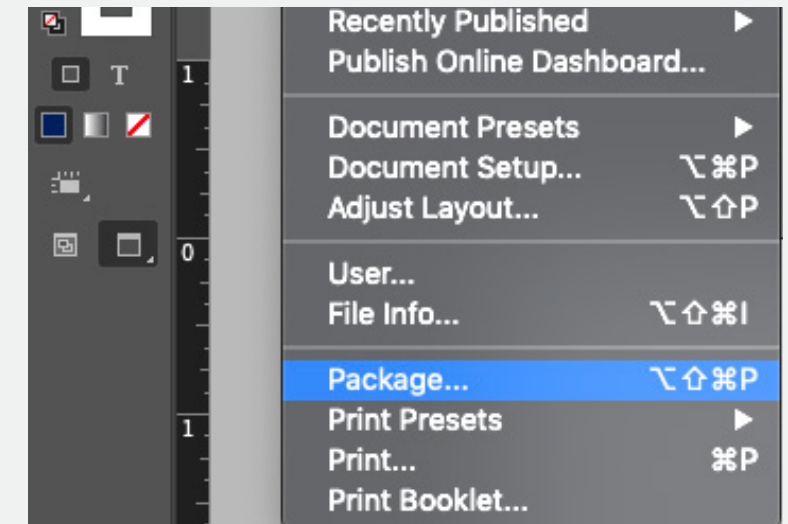 Recently Published ▶
Publish Online Dashboard...
T
1
Document Presets ▶
Document Setup... ⌥⌘P
Adjust Layout... ⌥⇧P
0
User...
File Info... ⌥⇧⌘I
Package... ⌥⇧⌘P
Print Presets ▶
1
Print... ⌘P
Print Booklet...